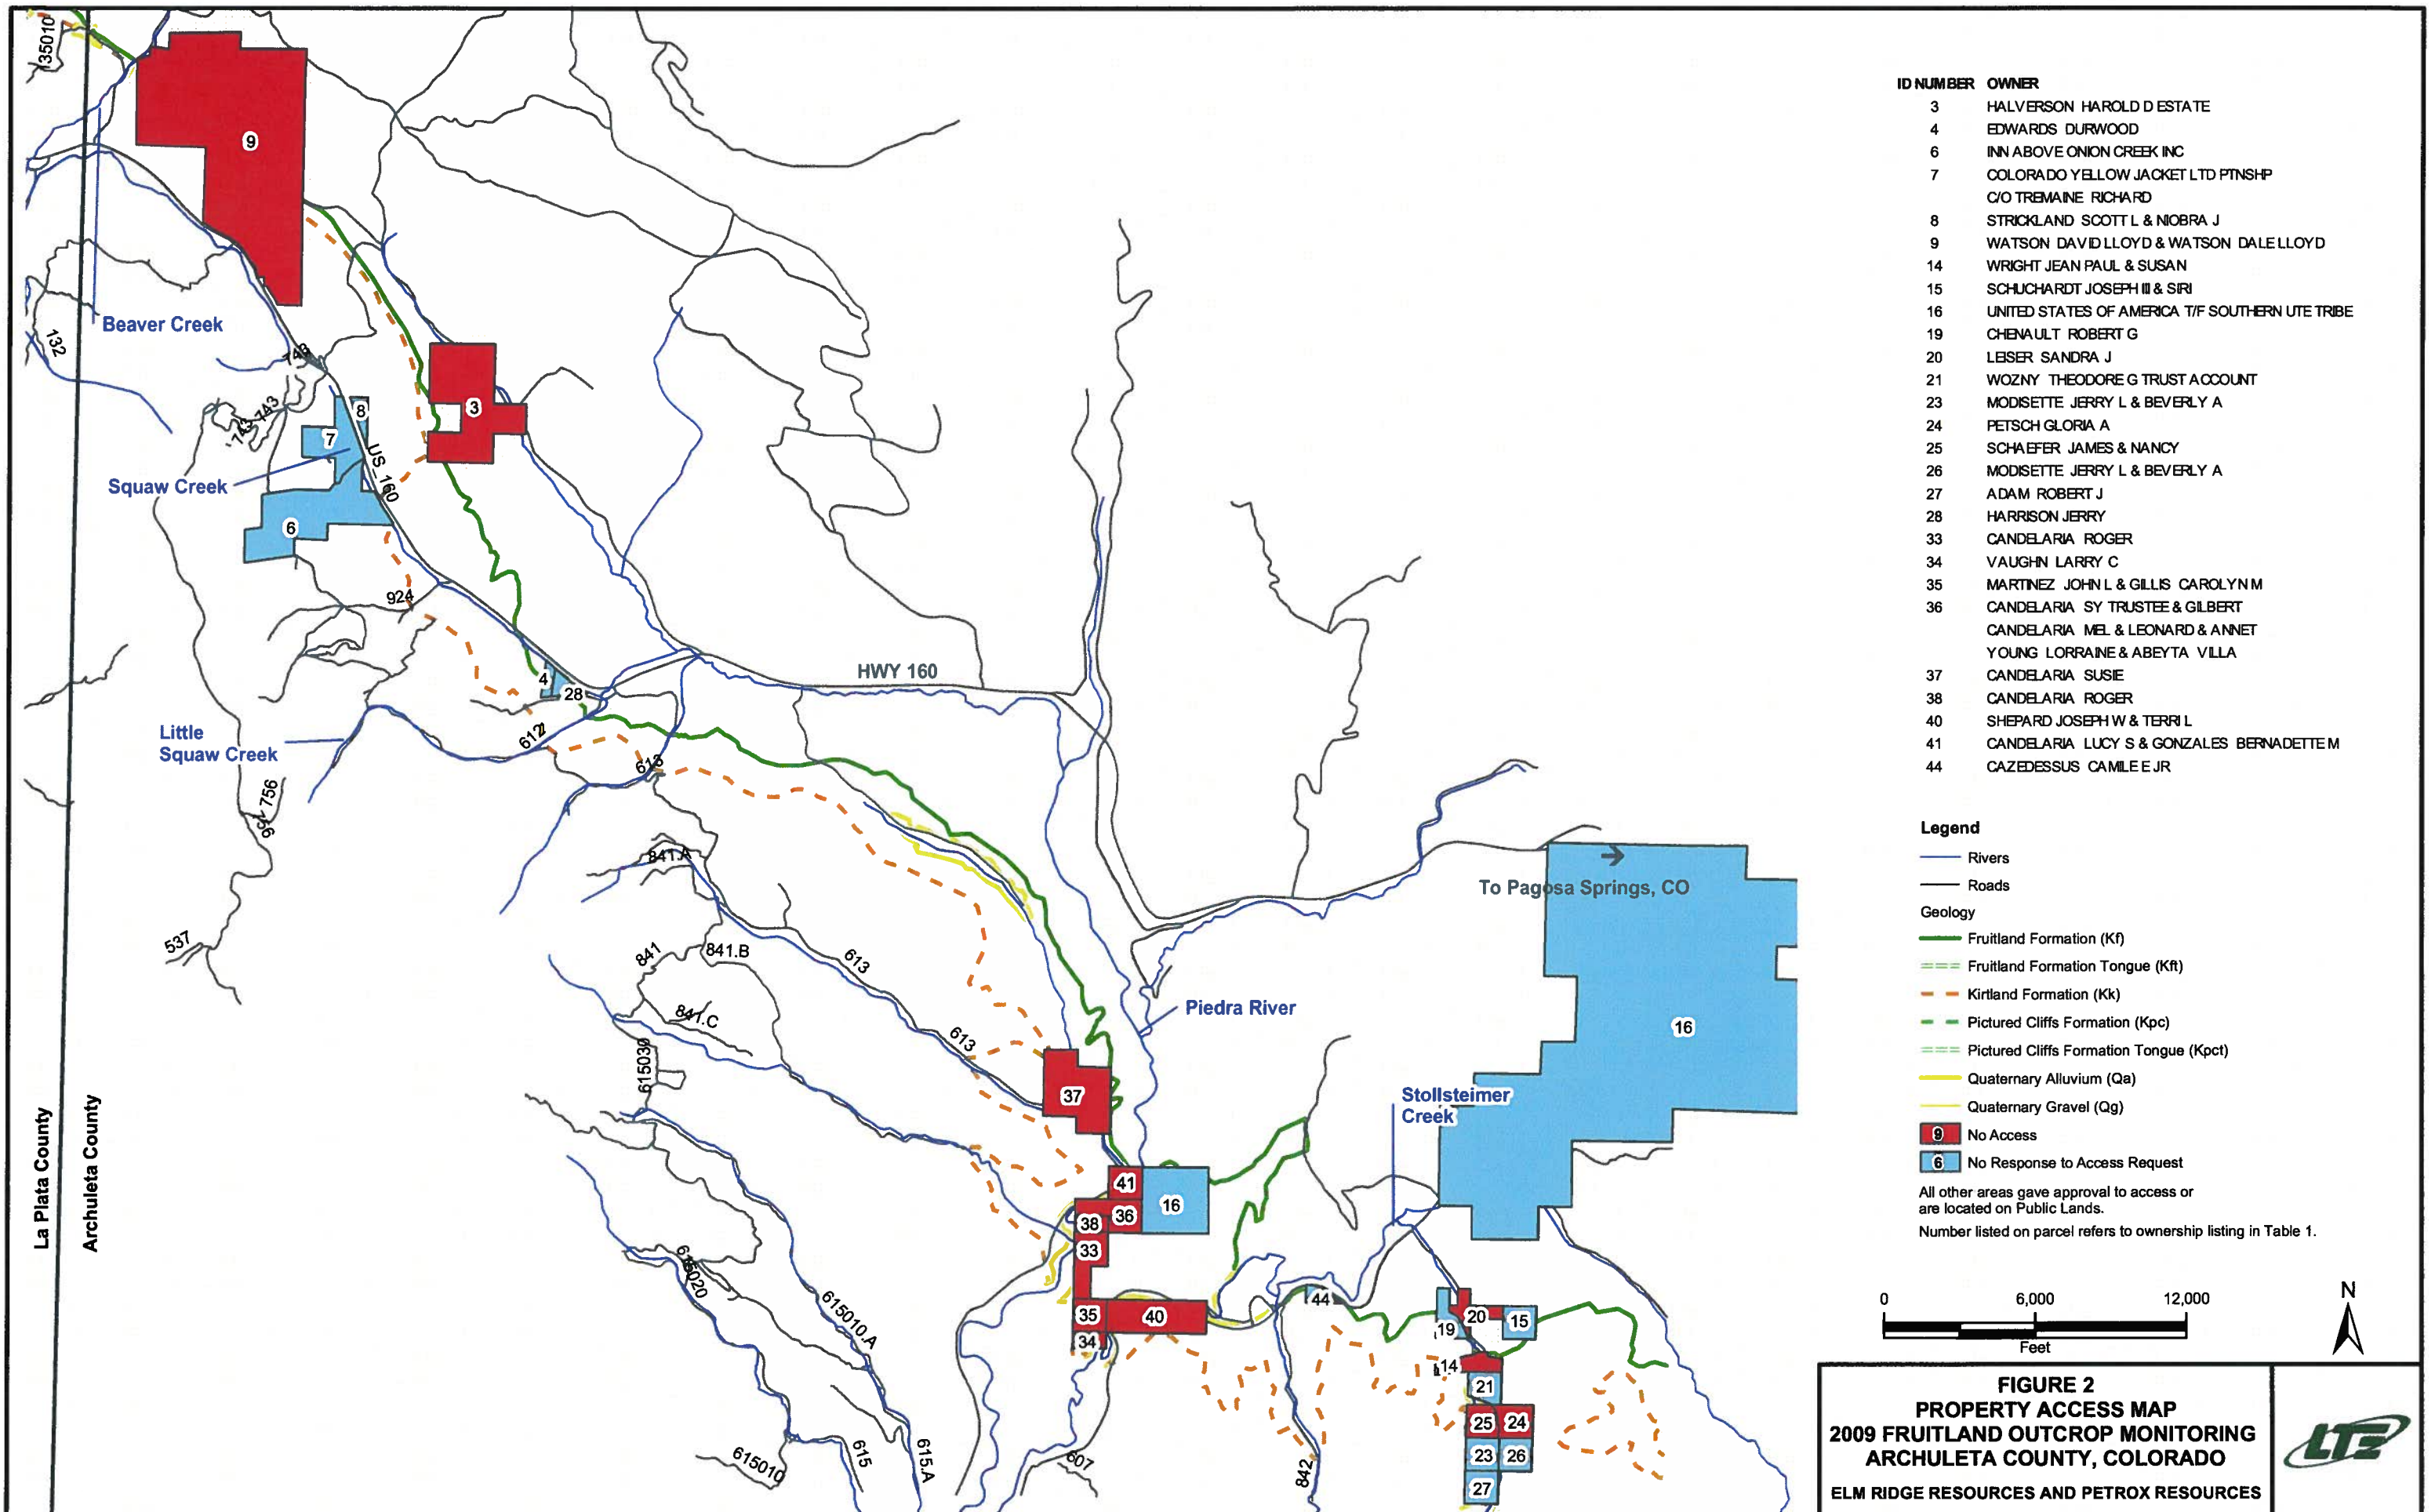 ID NUMBER OWNER
3 HALVERSON HAROLD D ESTATE
4 EDWARDS DURWOOD
6 INN ABOVE ONION CREEK INC
7 COLORADO YELLOW JACKET LTD PTNSHP
C/O TREMAINE RICHARD
8 STRICKLAND SCOTT L & NIOBRA J
9 WATSON DAVID LLOYD & WATSON DALE LLOYD
14 WRIGHT JEAN PAUL & SUSAN
15 SCHUCHARDT JOSEPH III & SIRI
16 UNITED STATES OF AMERICA T/F SOUTHERN UTE TRIBE
19 CHENAULT ROBERT G
20 LEISER SANDRA J
21 WOZNY THEODORE G TRUST ACCOUNT
23 MODISETTE JERRY L & BEVERLY A
24 PETSCH GLORIA A
25 SCHAEFER JAMES & NANCY
26 MODISETTE JERRY L & BEVERLY A
27 ADAM ROBERT J
28 HARRISON JERRY
33 CANDELARIA ROGER
34 VAUGHN LARRY C
35 MARTINEZ JOHN L & GILLIS CAROLYN M
36 CANDELARIA SY TRUSTEE & GILBERT
CANDELARIA MEL & LEONARD & ANNET
YOUNG LORRAINE & ABEYTA VILLA
37 CANDELARIA SUSIE
38 CANDELARIA ROGER
40 SHEPARD JOSEPH W & TERRI L
41 CANDELARIA LUCY S & GONZALES BERNADETTE M
44 CAZEDESSUS CAMILE E JR
Legend
Rivers
Roads
Geology
Fruitland Formation (Kf)
Fruitland Formation Tongue (Kft)
Kirtland Formation (Kk)
Pictured Cliffs Formation (Kpc)
Pictured Cliffs Formation Tongue (Kpct)
Quaternary Alluvium (Qa)
Quaternary Gravel (Qg)
9 No Access
6 No Response to Access Request
All other areas gave approval to access or
are located on Public Lands.
Number listed on parcel refers to ownership listing in Table 1.
0 6,000 12,000
Feet
N
FIGURE 2
PROPERTY ACCESS MAP
2009 FRUITLAND OUTCROP MONITORING
ARCHULETA COUNTY, COLORADO
ELM RIDGE RESOURCES AND PETROX RESOURCES
LTE
135010
9
Beaver Creek
132
743
743
743
8
7
3
US 160
Squaw Creek
6
924
4
28
HWY 160
Little
Squaw Creek
612
613
756
756
841.A
To Pagosa Springs, CO
537
841
841.B
613
841.C
613
Piedra River
16
615030
37
Stollsteimer
Creek
La Plata County
Archuleta County
41
16
36
38
33
615020
615010.A
35
40
34
44
19
20
15
14
21
25
24
23
26
27
615010
615
615.A
607
842